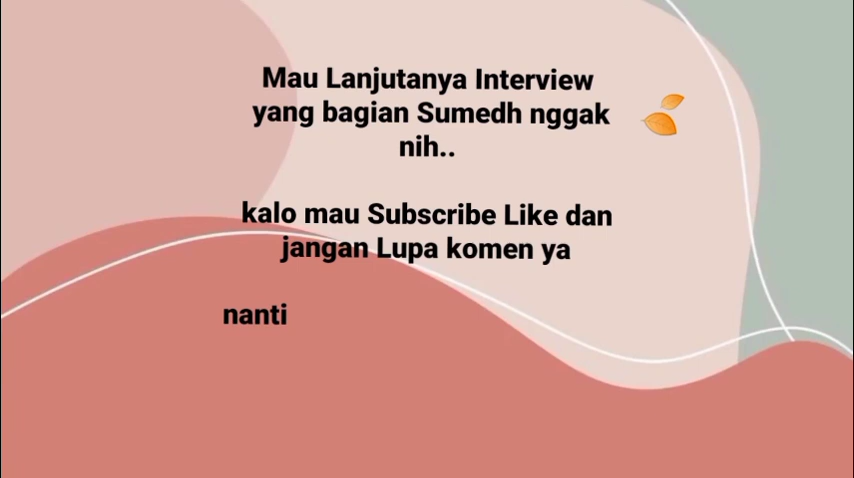 Mau Lanjutanya Interview
yang bagian Sumedh nggak
nih..
kalo mau Subscribe Like dan
jangan Lupa komen ya
nanti